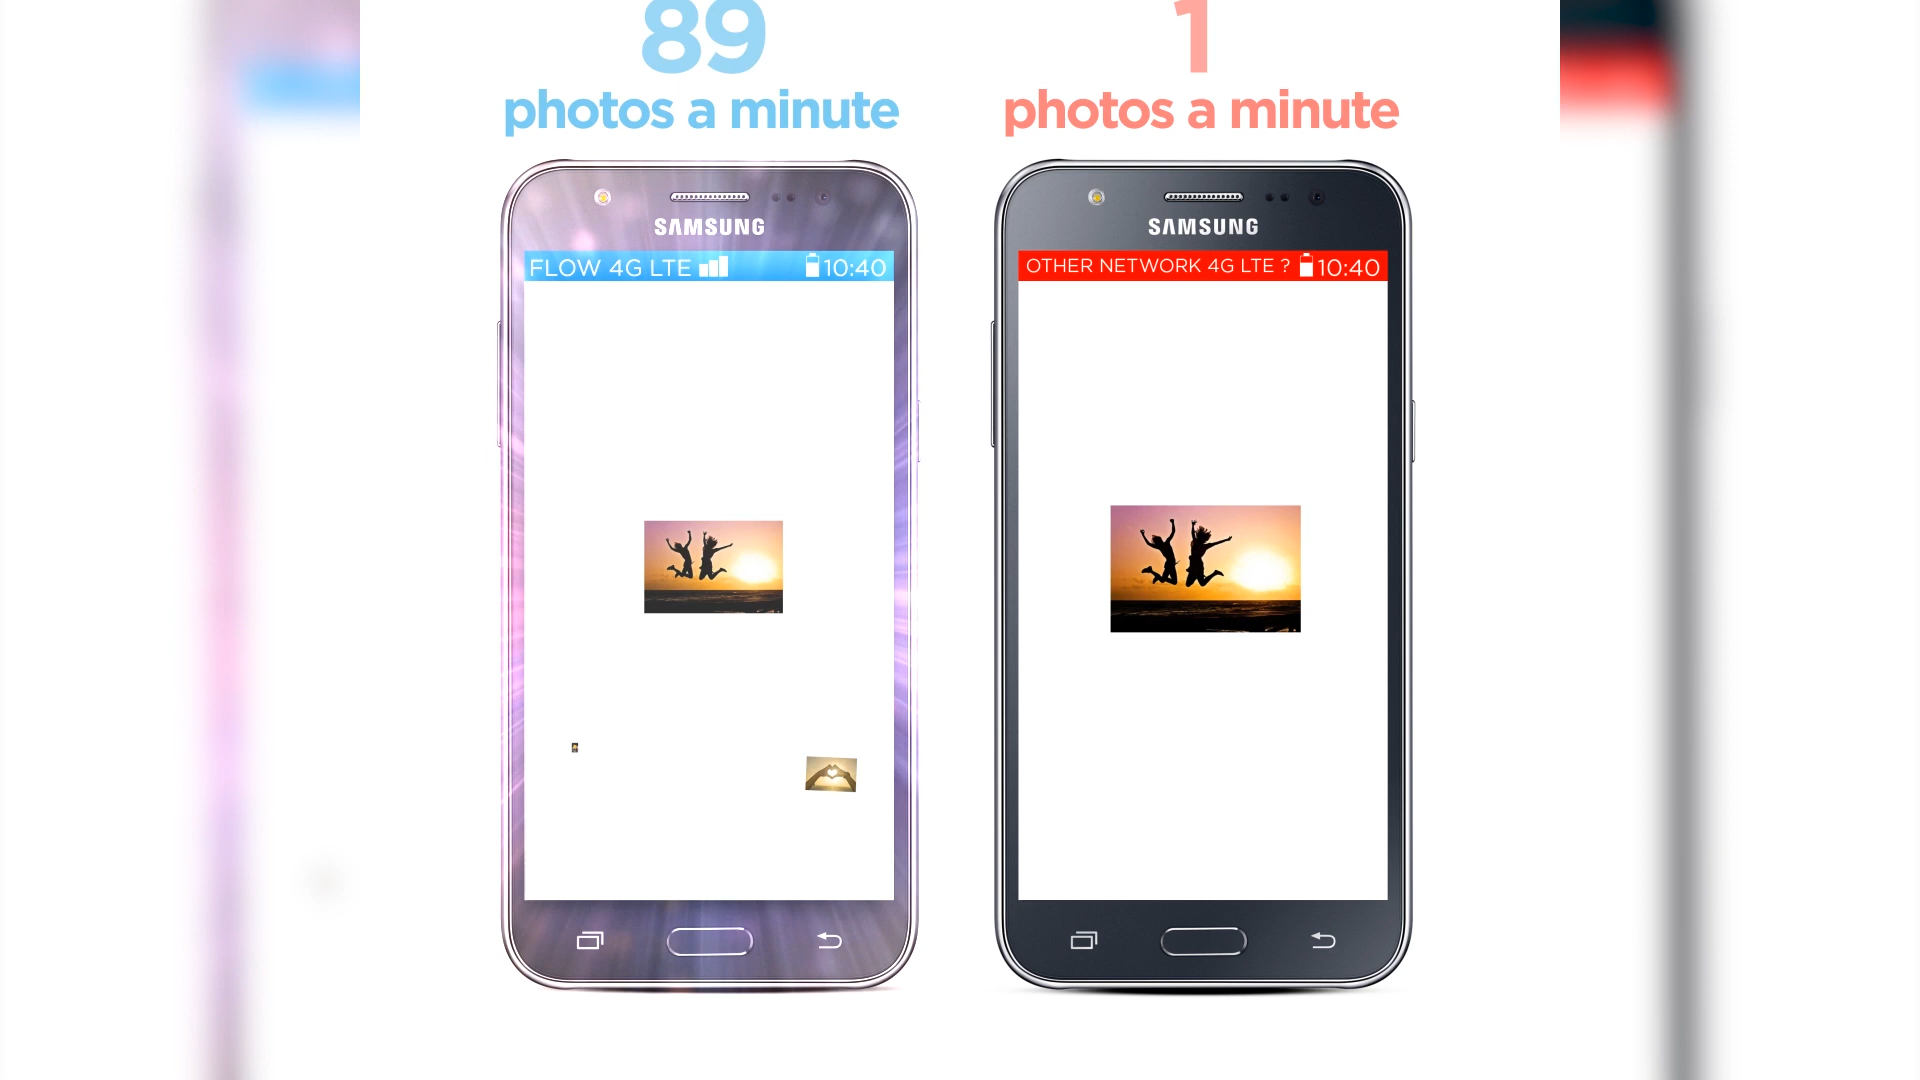 89
photos a minute
1
photos a minute
SAMSUNG
FLOW 4G LTE 10:40
SAMSUNG
OTHER NETWORK 4G LTE ? 10:40